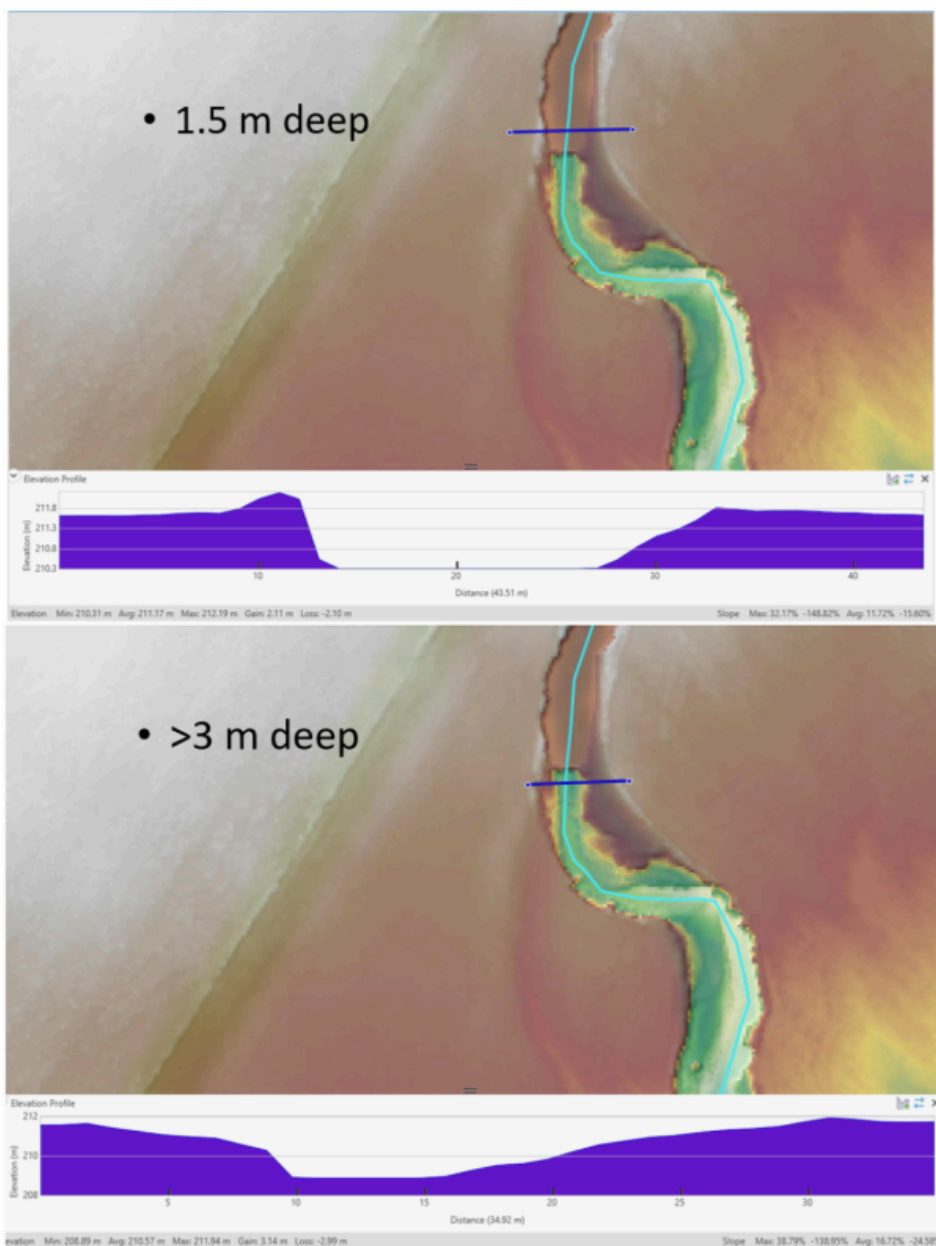 • 1.5 m deep
Elevation Profile
Elevation (m)
211.8
211.3
210.8
210.3
10 20 30 40
Distance (43.51 m)
Elevation Min: 210.31 m Avg: 211.17 m Max: 212.19 m Gain: 2.11 m Loss: -2.10 m Slope Max: 32.17% -148.82% Avg: 11.72% -15.60%
• >3 m deep
Elevation Profile
Elevation (m)
212
210
208
5 10 15 20 25 30
Distance (34.92 m)
evation Min: 208.89 m Avg: 210.57 m Max: 211.94 m Gain: 3.14 m Loss: -2.99 m Slope Max: 38.79% -138.95% Avg: 16.72% -24.58%